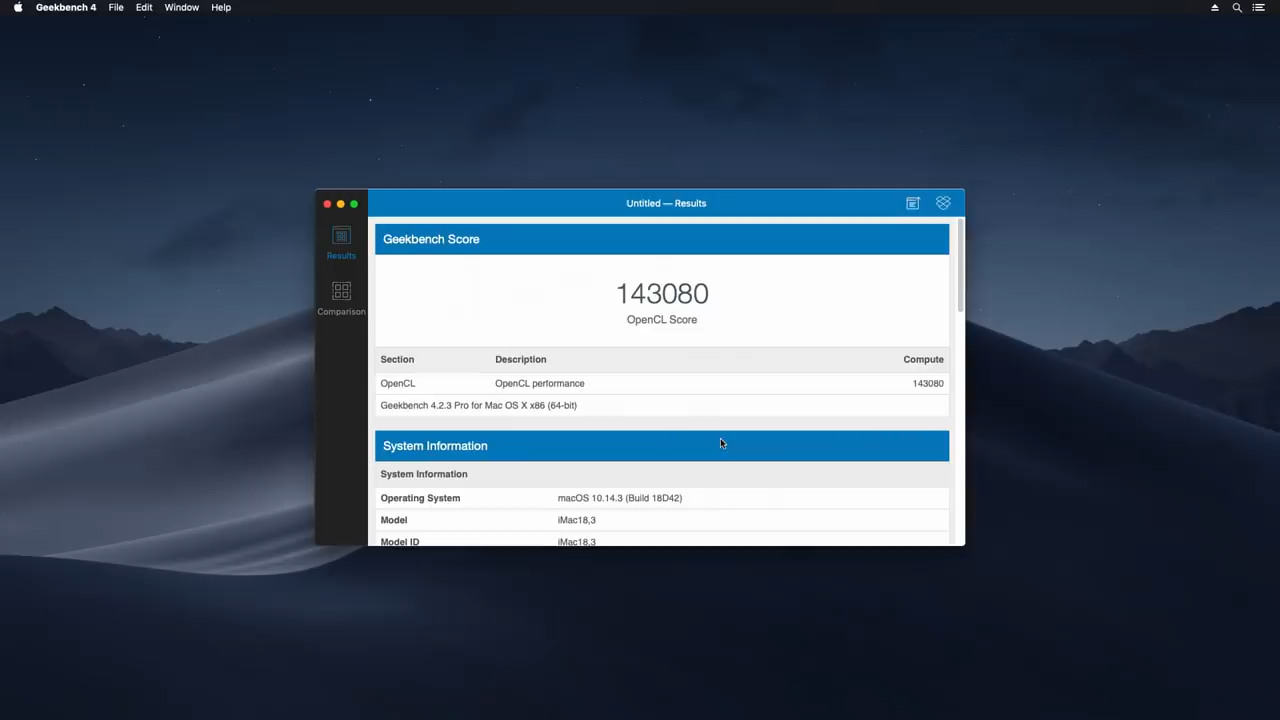 Geekbench 4 File Edit Window Help
Untitled — Results
Results
Comparison
Geekbench Score
143080
OpenCL Score
Section Description Compute
OpenCL OpenCL performance 143080
Geekbench 4.2.3 Pro for Mac OS X x86 (64-bit)
System Information
System Information
Operating System macOS 10.14.3 (Build 18D42)
Model iMac18,3
Model ID iMac18,3